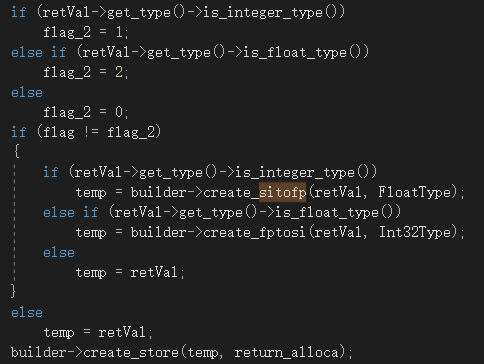 if (retVal->get_type()->is_integer_type())
    flag_2 = 1;
else if (retVal->get_type()->is_float_type())
    flag_2 = 2;
else
    flag_2 = 0;
if (flag != flag_2)
{
    if (retVal->get_type()->is_integer_type())
        temp = builder->create_sitofp(retVal, FloatType);
    else if (retVal->get_type()->is_float_type())
        temp = builder->create_fptosi(retVal, Int32Type);
    else
        temp = retVal;
}
else
    temp = retVal;
builder->create_store(temp, return_alloca);